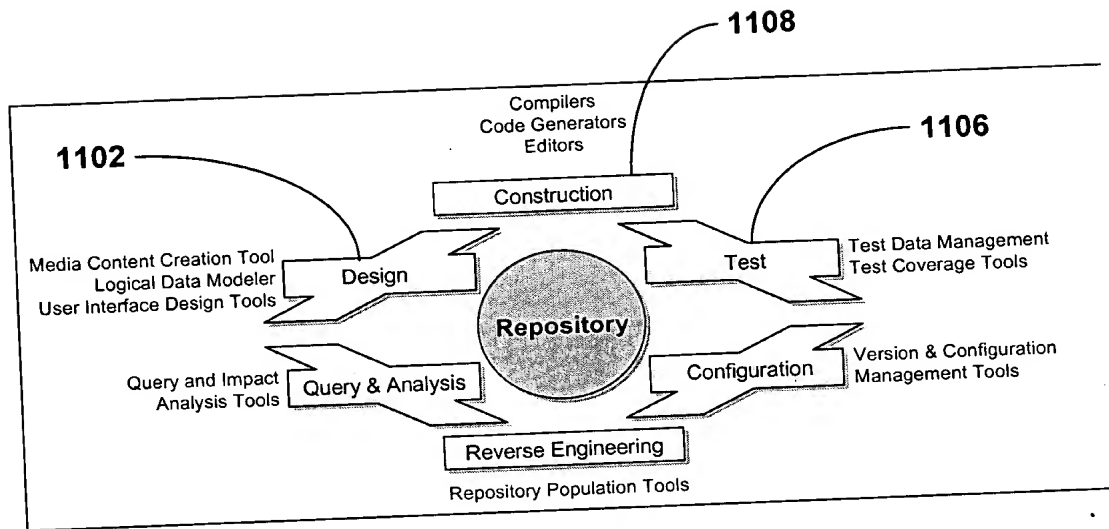 1108
Compilers
Code Generators
Editors
1106
1102
Construction
Media Content Creation Tool
Logical Data Modeler
User Interface Design Tools
Design
Test
Test Data Management
Test Coverage Tools
Repository
Query and Impact
Analysis Tools
Query & Analysis
Configuration
Version & Configuration
Management Tools
Reverse Engineering
Repository Population Tools